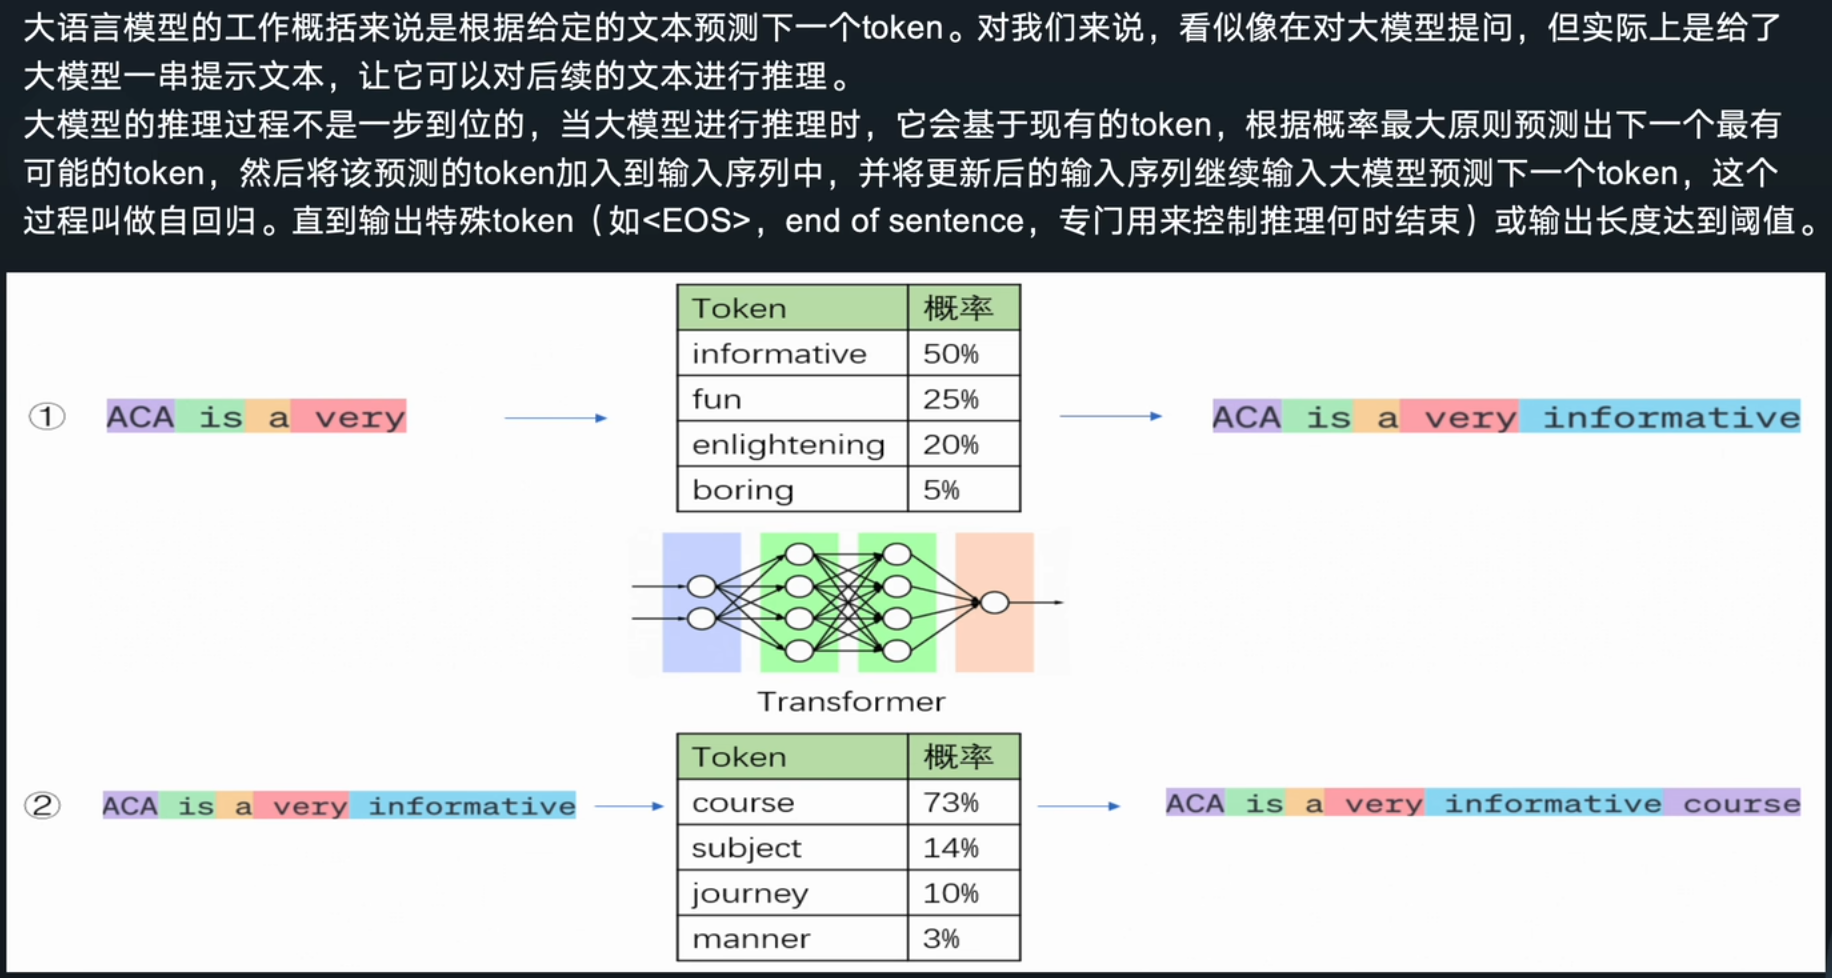 大语言模型的工作概括来说是根据给定的文本预测下一个token。对我们来说，看似像在对大模型提问，但实际上是给了
大模型一串提示文本，让它可以对后续的文本进行推理。
大模型的推理过程不是一步到位的，当大模型进行推理时，它会基于现有的token，根据概率最大原则预测出下一个最有
可能的token，然后将该预测的token加入到输入序列中，并将更新后的输入序列继续输入大模型预测下一个token，这个
过程叫做自回归。直到输出特殊token（如<EOS>，end of sentence，专门用来控制推理何时结束）或输出长度达到阈值。
Token 概率
informative 50%
fun 25%
enlightening 20%
boring 5%
① ACA is a very
ACA is a very informative
Transformer
Token 概率
course 73%
subject 14%
journey 10%
manner 3%
② ACA is a very informative
ACA is a very informative course